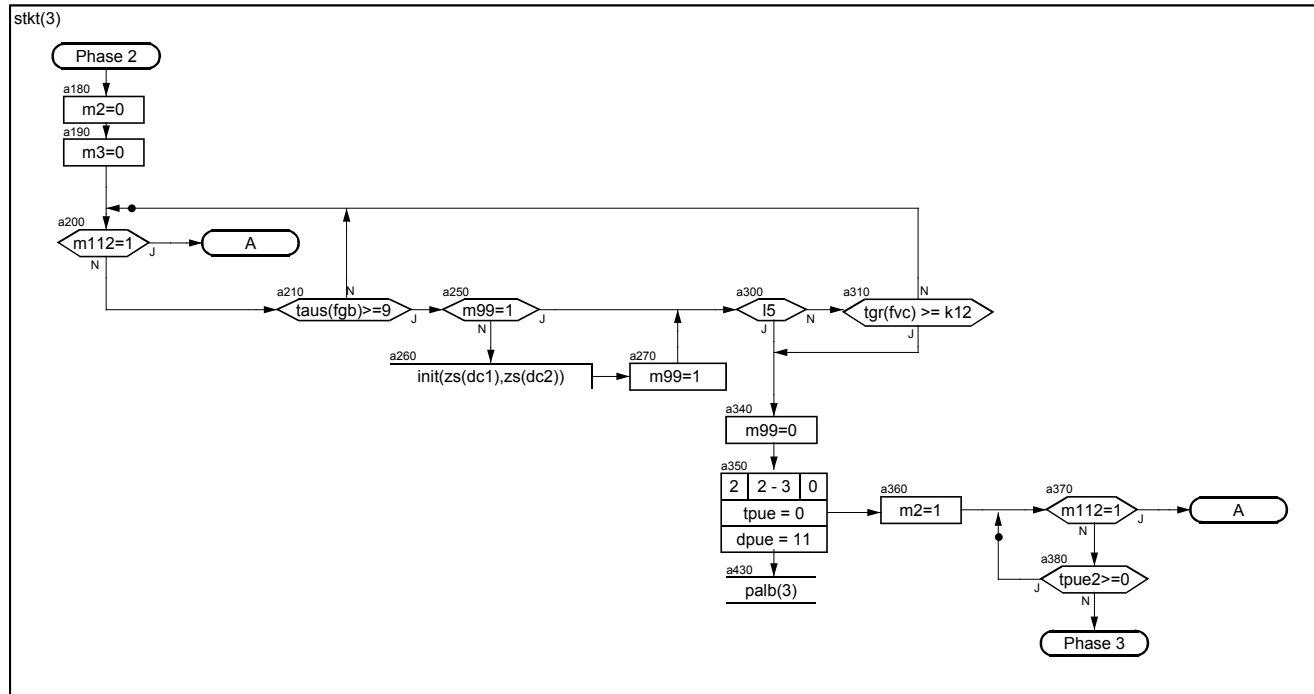 stkt(3)
Phase 2
a180
m2=0
a190
m3=0
a200
m112=1
J
N
A
a210
taus(fgb)>=9
N
J
a250
m99=1
J
N
a260
init(zs(dc1),zs(dc2))
a270
m99=1
a300
l5
J
N
a310
tgr(fvc) >= k12
N
J
a340
m99=0
a350
2 2 - 3 0
tpue = 0
dpue = 11
a430
palb(3)
a360
m2=1
a370
m112=1
J
N
A
a380
tpue2>=0
J
N
Phase 3